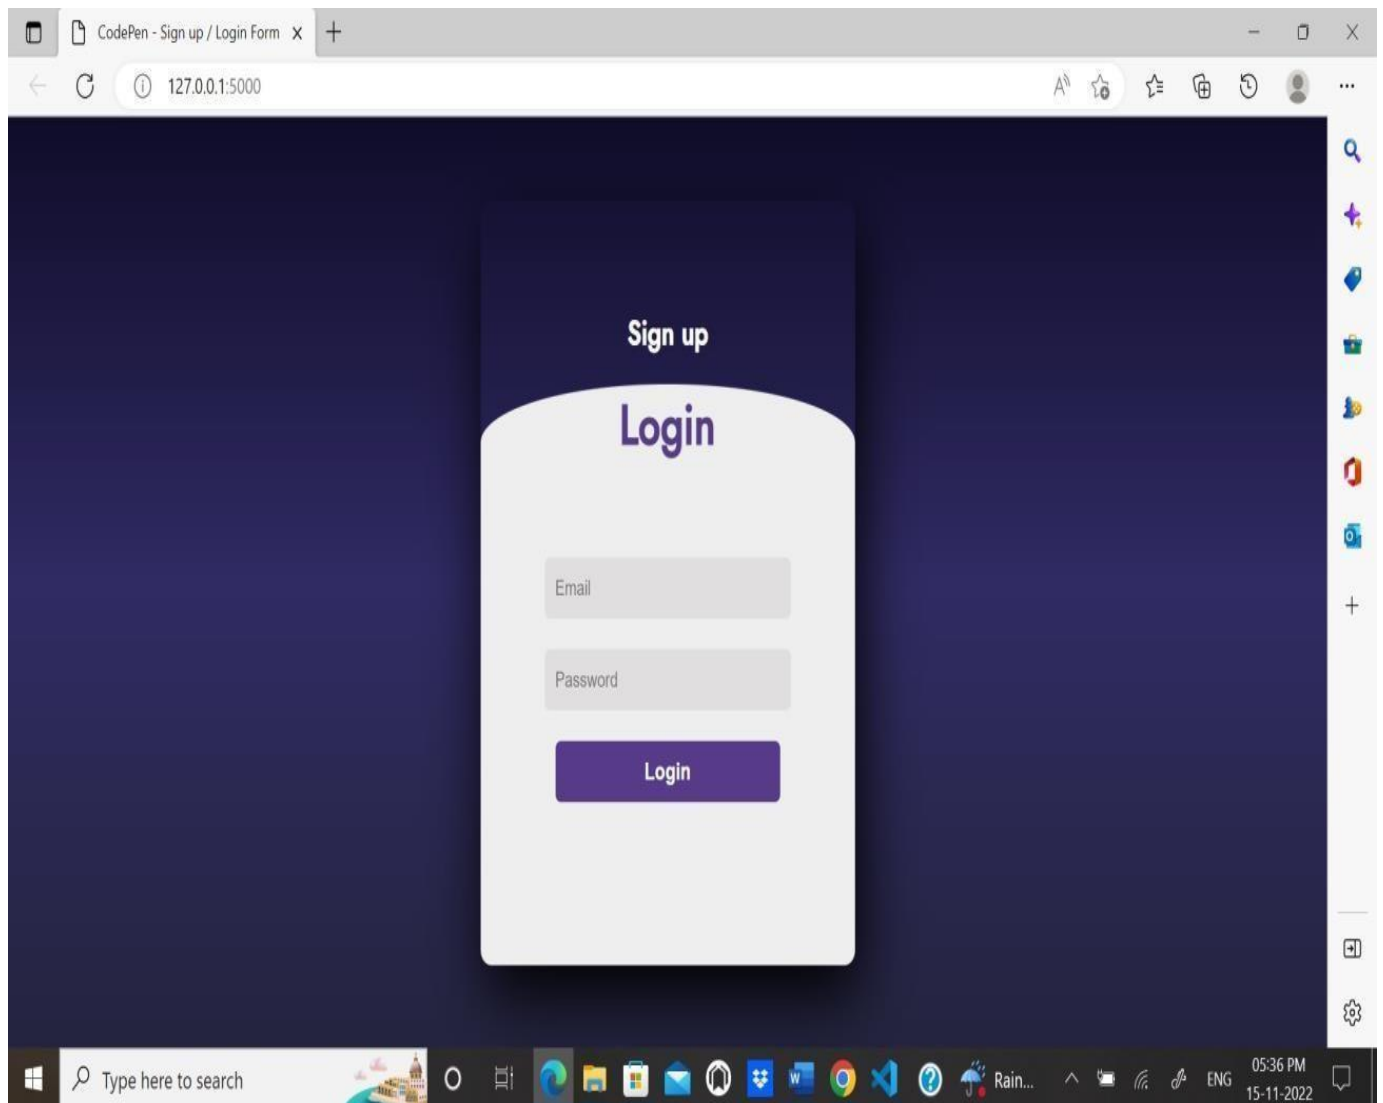 CodePen - Sign up / Login Form
127.0.0.1:5000
Sign up
Login
Email
Password
Login
Type here to search
Rain...
ENG
05:36 PM
15-11-2022